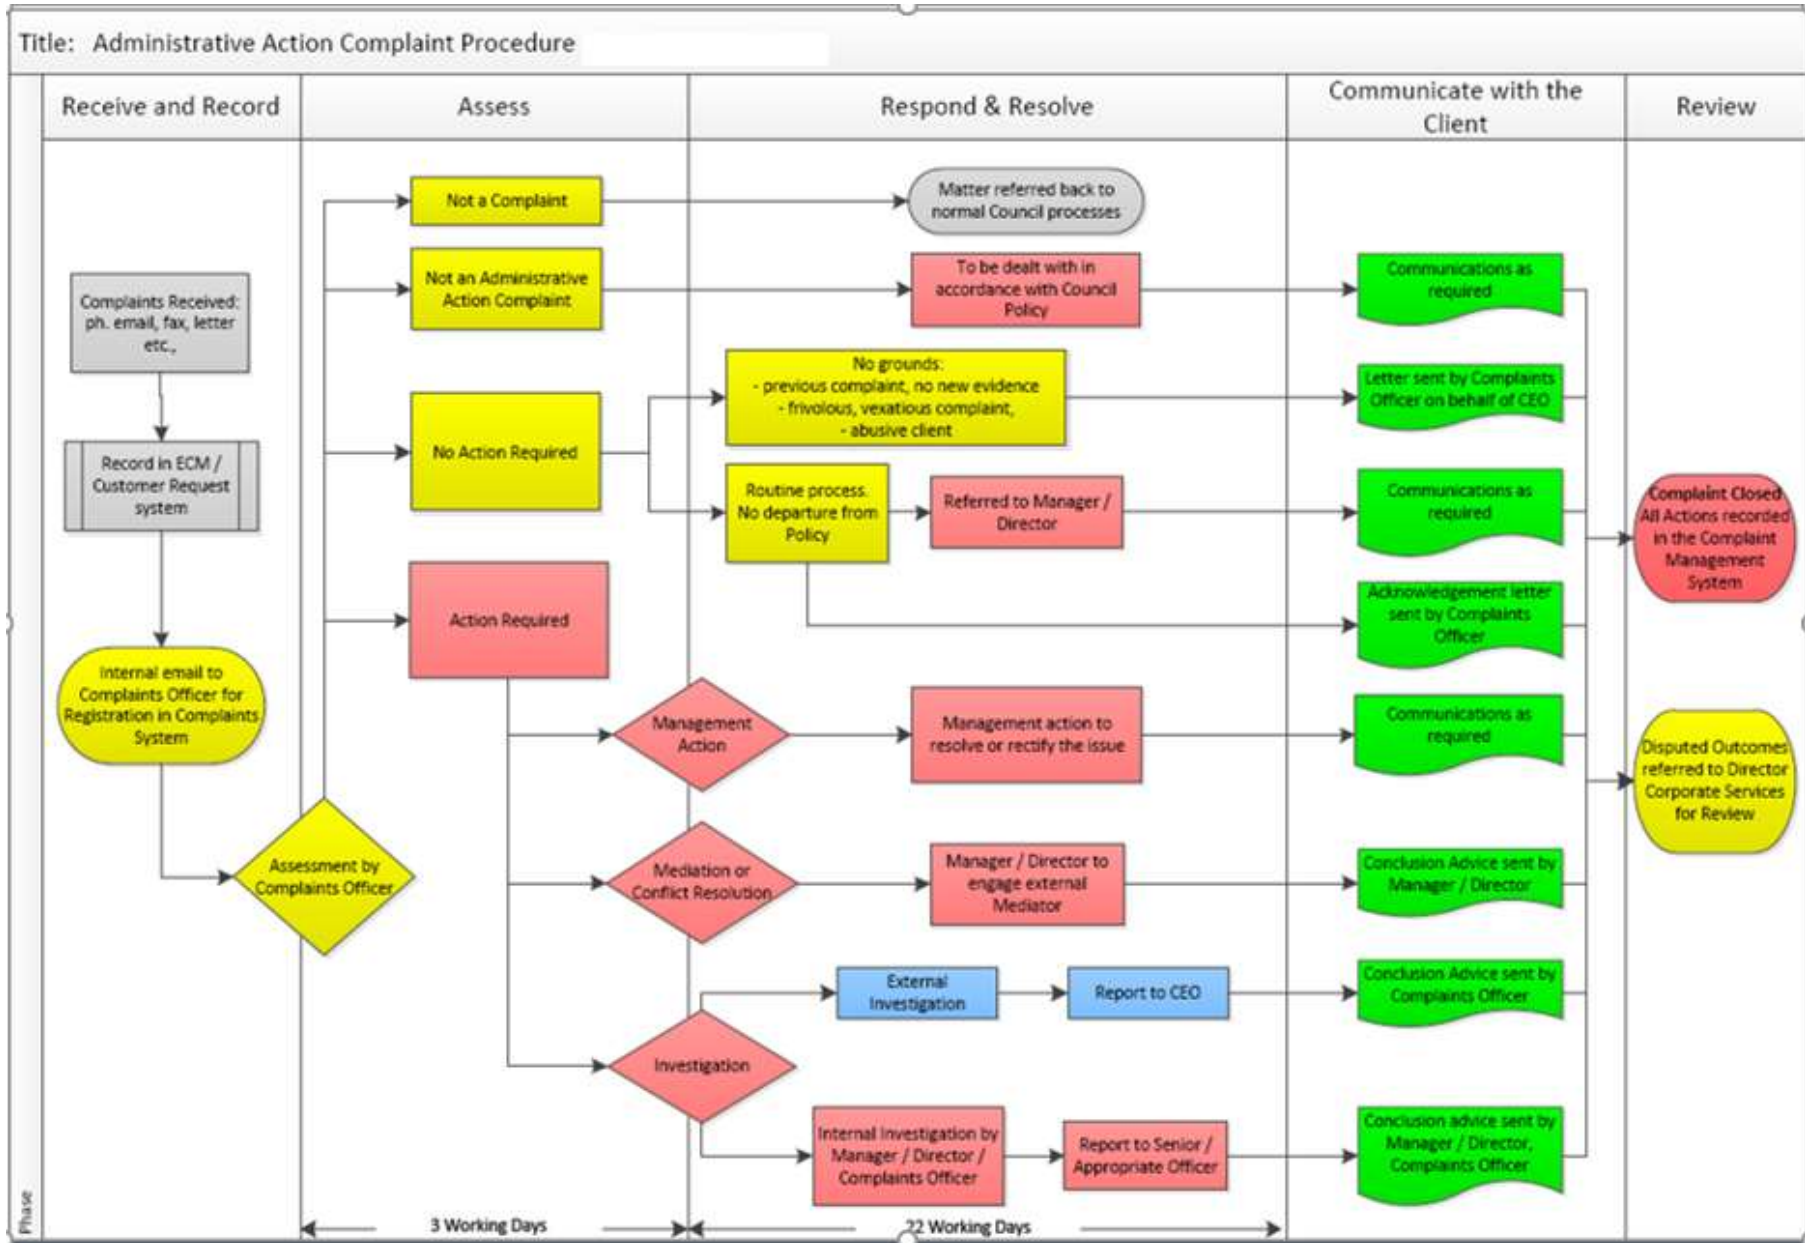 Title: Administrative Action Complaint Procedure
Receive and Record
Assess
Respond & Resolve
Communicate with the
Client
Review
Complaints Received:
ph. email, fax, letter
etc.,
Record in ECM /
Customer Request
system
Internal email to
Complaints Officer for
Registration in Complaints
System
Assessment by
Complaints Officer
Not a Complaint
Not an Administrative
Action Complaint
No Action Required
Action Required
Matter referred back to
normal Council processes
To be dealt with in
accordance with Council
Policy
No grounds:
- previous complaint, no new evidence
- frivolous, vexatious complaint,
- abusive client
Routine process.
No departure from
Policy
Referred to Manager /
Director
Management
Action
Management action to
resolve or rectify the issue
Mediation or
Conflict Resolution
Manager / Director to
engage external
Mediator
External
Investigation
Report to CEO
Investigation
Internal Investigation by
Manager / Director /
Complaints Officer
Report to Senior /
Appropriate Officer
Communications as
required
Letter sent by Complaints
Officer on behalf of CEO
Communications as
required
Acknowledgement letter
sent by Complaints
Officer
Communications as
required
Conclusion Advice sent by
Manager / Director
Conclusion Advice sent by
Complaints Officer
Conclusion advice sent by
Manager / Director,
Complaints Officer
Complaint Closed
All Actions recorded
in the Complaint
Management
System
Disputed Outcomes
referred to Director
Corporate Services
for Review
Phase
3 Working Days
22 Working Days